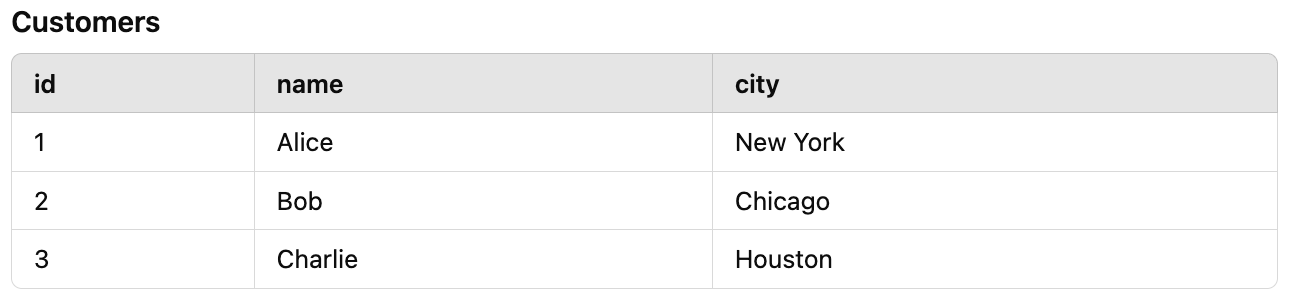 Customers
id name city
1 Alice New York
2 Bob Chicago
3 Charlie Houston